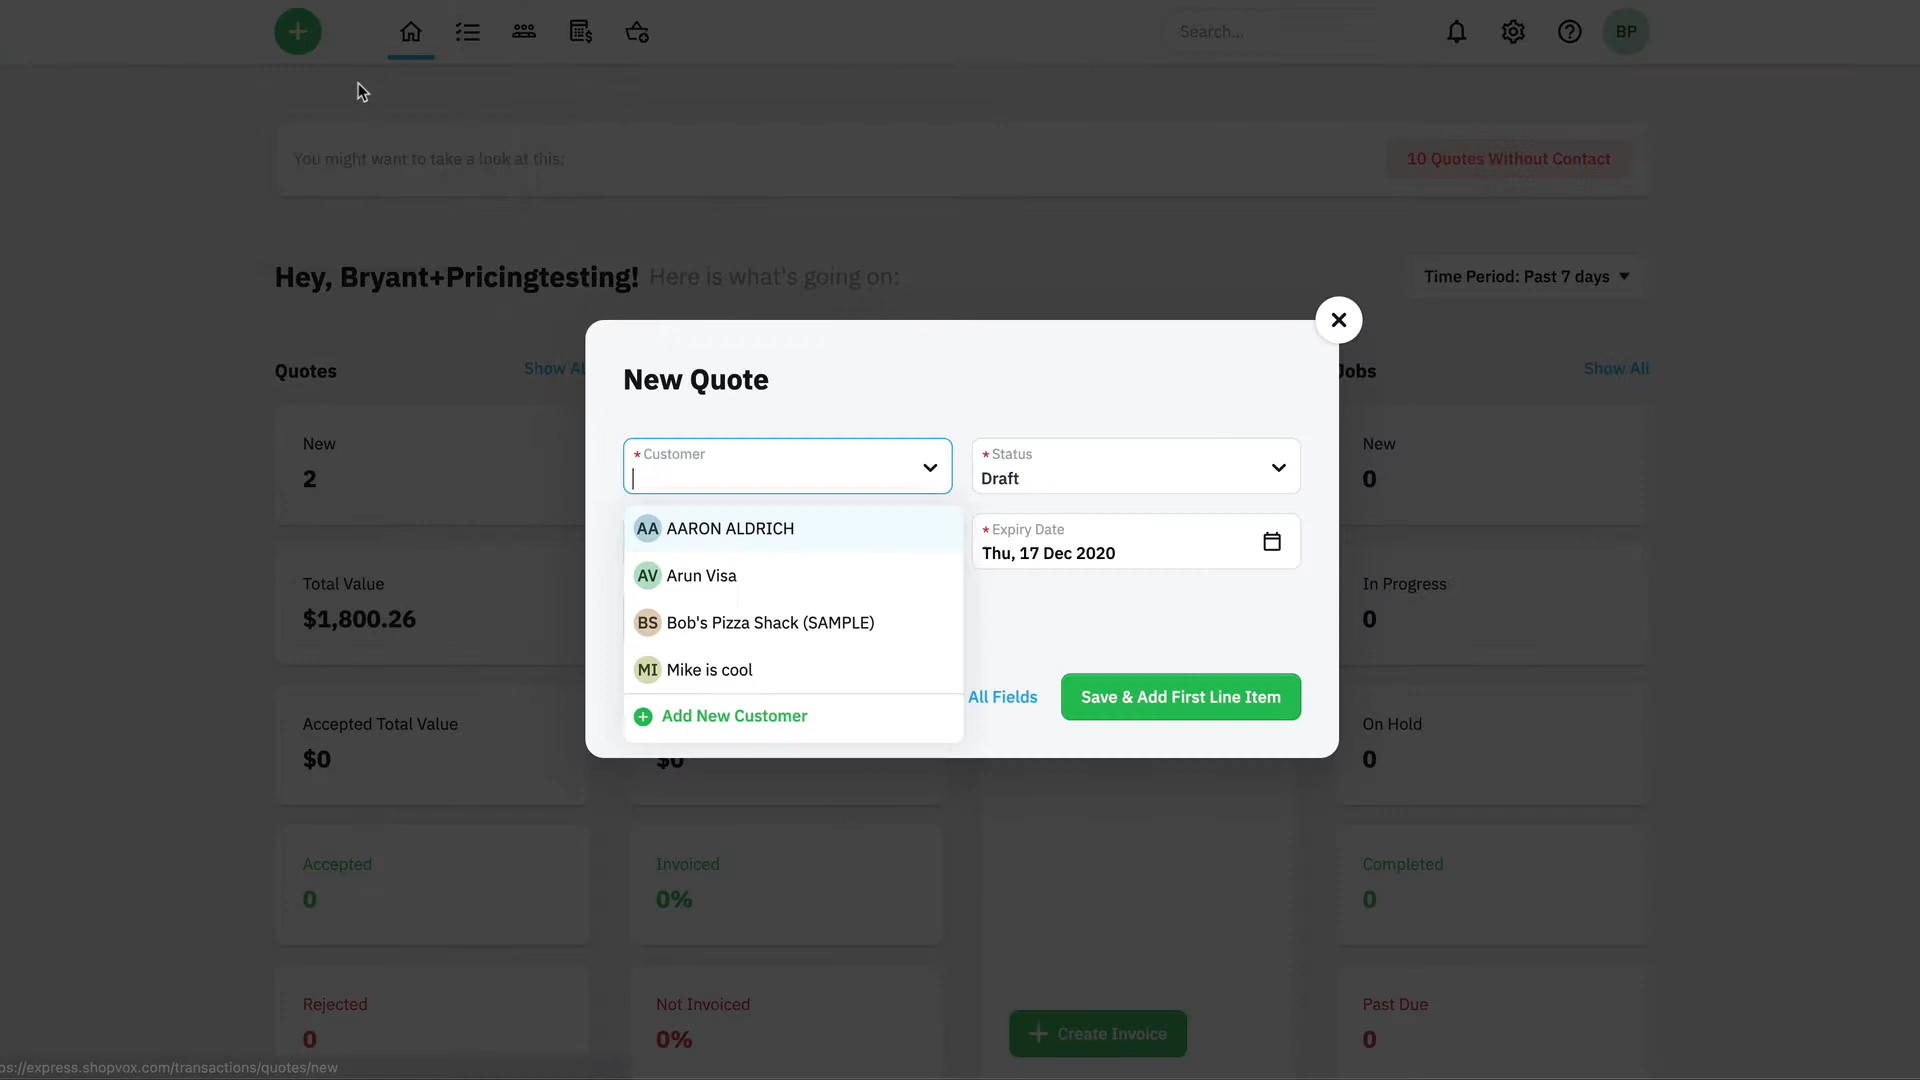 Search...
BP
You might want to take a look at this:
10 Quotes Without Contact
Hey, Bryant+Pricingtesting! Here is what's going on:
Time Period: Past 7 days
Quotes
Show Al
Jobs
Show All
New
2
Total Value
$1,800.26
Accepted Total Value
$0
Accepted
0
Rejected
0
New Quote
* Customer
* Status
Draft
AA AARON ALDRICH
AV Arun Visa
BS Bob's Pizza Shack (SAMPLE)
MI Mike is cool
Add New Customer
* Expiry Date
Thu, 17 Dec 2020
All Fields
Save & Add First Line Item
$0
Invoiced
0%
Not Invoiced
0%
Create Invoice
New
0
In Progress
0
On Hold
0
Completed
0
Past Due
0
ps://express.shopvox.com/transactions/quotes/new